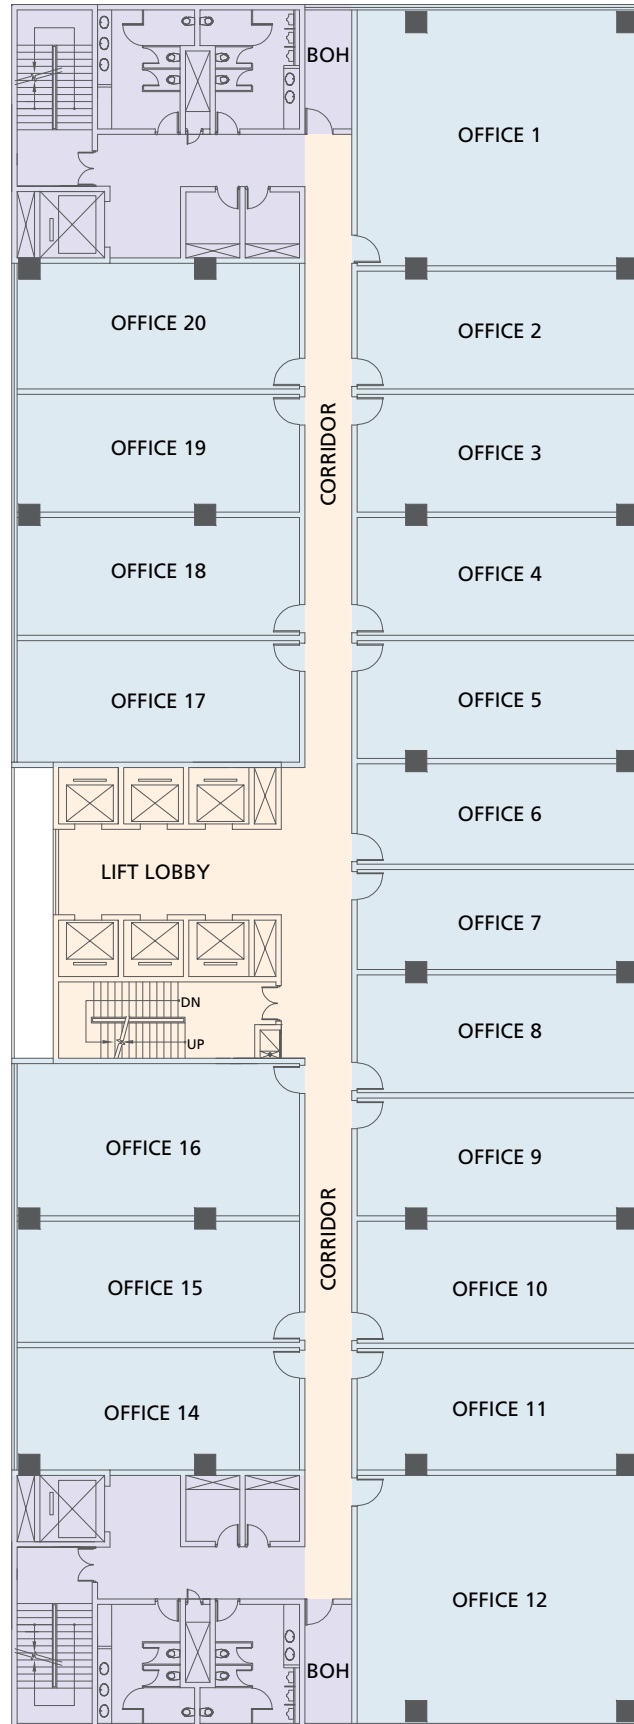 BOH
OFFICE 1
OFFICE 20
OFFICE 2
CORRIDOR
OFFICE 19
OFFICE 3
OFFICE 18
OFFICE 4
OFFICE 17
OFFICE 5
OFFICE 6
LIFT LOBBY
OFFICE 7
DN
OFFICE 8
UP
OFFICE 16
OFFICE 9
CORRIDOR
OFFICE 15
OFFICE 10
OFFICE 14
OFFICE 11
OFFICE 12
BOH